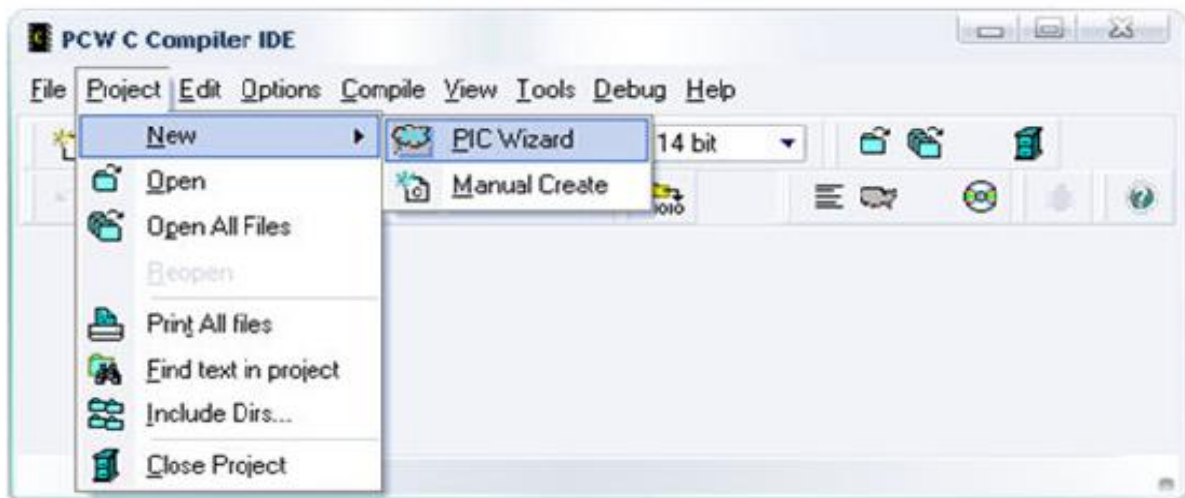 PCW C Compiler IDE
File Project Edit Options Compile View Tools Debug Help
New PIC Wizard 14 bit
Open Manual Create
Open All Files
Reopen
Print All files
Find text in project
Include Dirs...
Close Project